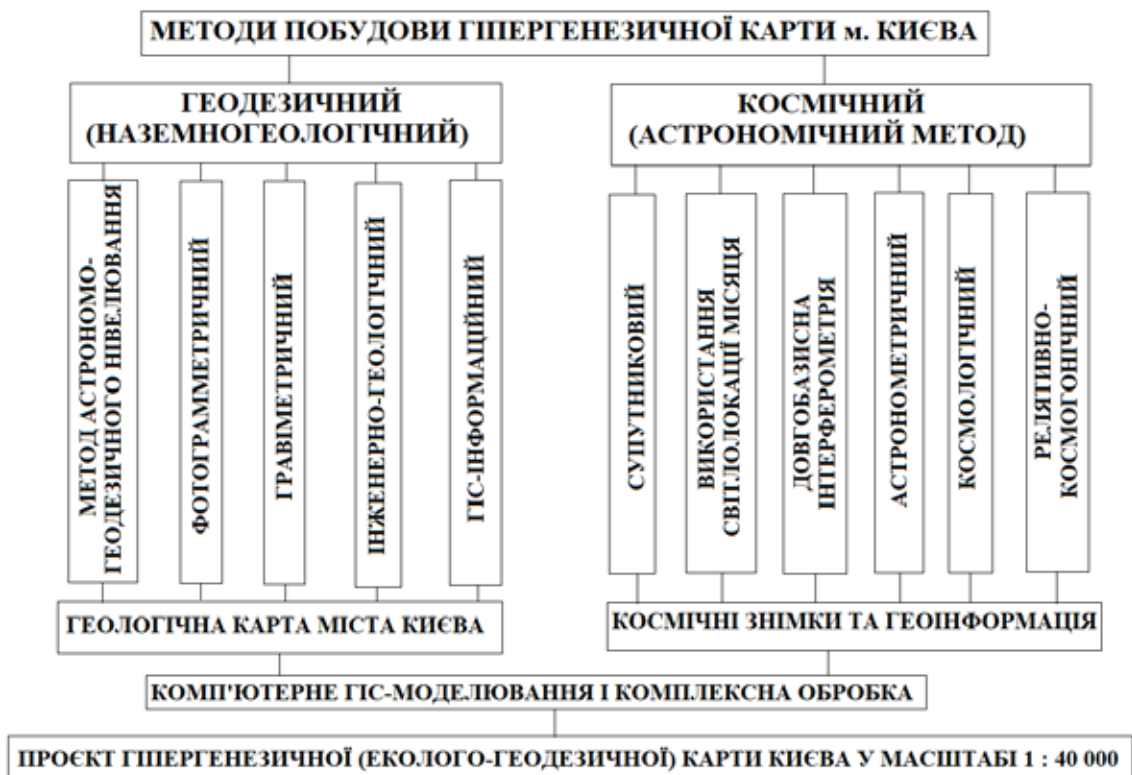 МЕТОДИ ПОБУДОВИ ГІПЕРГЕНЕЗИЧНОЇ КАРТИ м. КИЄВА
ГЕОДЕЗИЧНИЙ
(НАЗЕМНОГЕОЛОГІЧНИЙ)
КОСМІЧНИЙ
(АСТРОНОМІЧНИЙ МЕТОД)
МЕТОД АСТРОНОМО-
ГЕОДЕЗИЧНОГО НІВЕЛЮВАННЯ
ФОТОГРАММЕТРИЧНИЙ
ГРАВІМЕТРИЧНИЙ
ІНЖЕНЕРНО-ГЕОЛОГІЧНИЙ
ГІС-ІНФОРМАЦІЙНИЙ
СУПУТНИКОВИЙ
ВИКОРИСТАННЯ
СВІТЛОЛОКАЦІЇ МІСЯЦЯ
ДОВГОБАЗИСНА
ІНТЕРФЕРОМЕТРІЯ
АСТРОНОМЕТРИЧНИЙ
КОСМОЛОГІЧНИЙ
РЕЛЯТИВНО-
КОСМОГОНІЧНИЙ
ГЕОЛОГІЧНА КАРТА МІСТА КИЄВА
КОСМІЧНІ ЗНІМКИ ТА ГЕОІНФОРМАЦІЯ
КОМП'ЮТЕРНЕ ГІС-МОДЕЛЮВАННЯ І КОМПЛЕКСНА ОБРОБКА
ПРОЄКТ ГІПЕРГЕНЕЗИЧНОЇ (ЕКОЛОГО-ГЕОДЕЗИЧНОЇ) КАРТИ КИЄВА У МАСШТАБІ 1 : 40 000